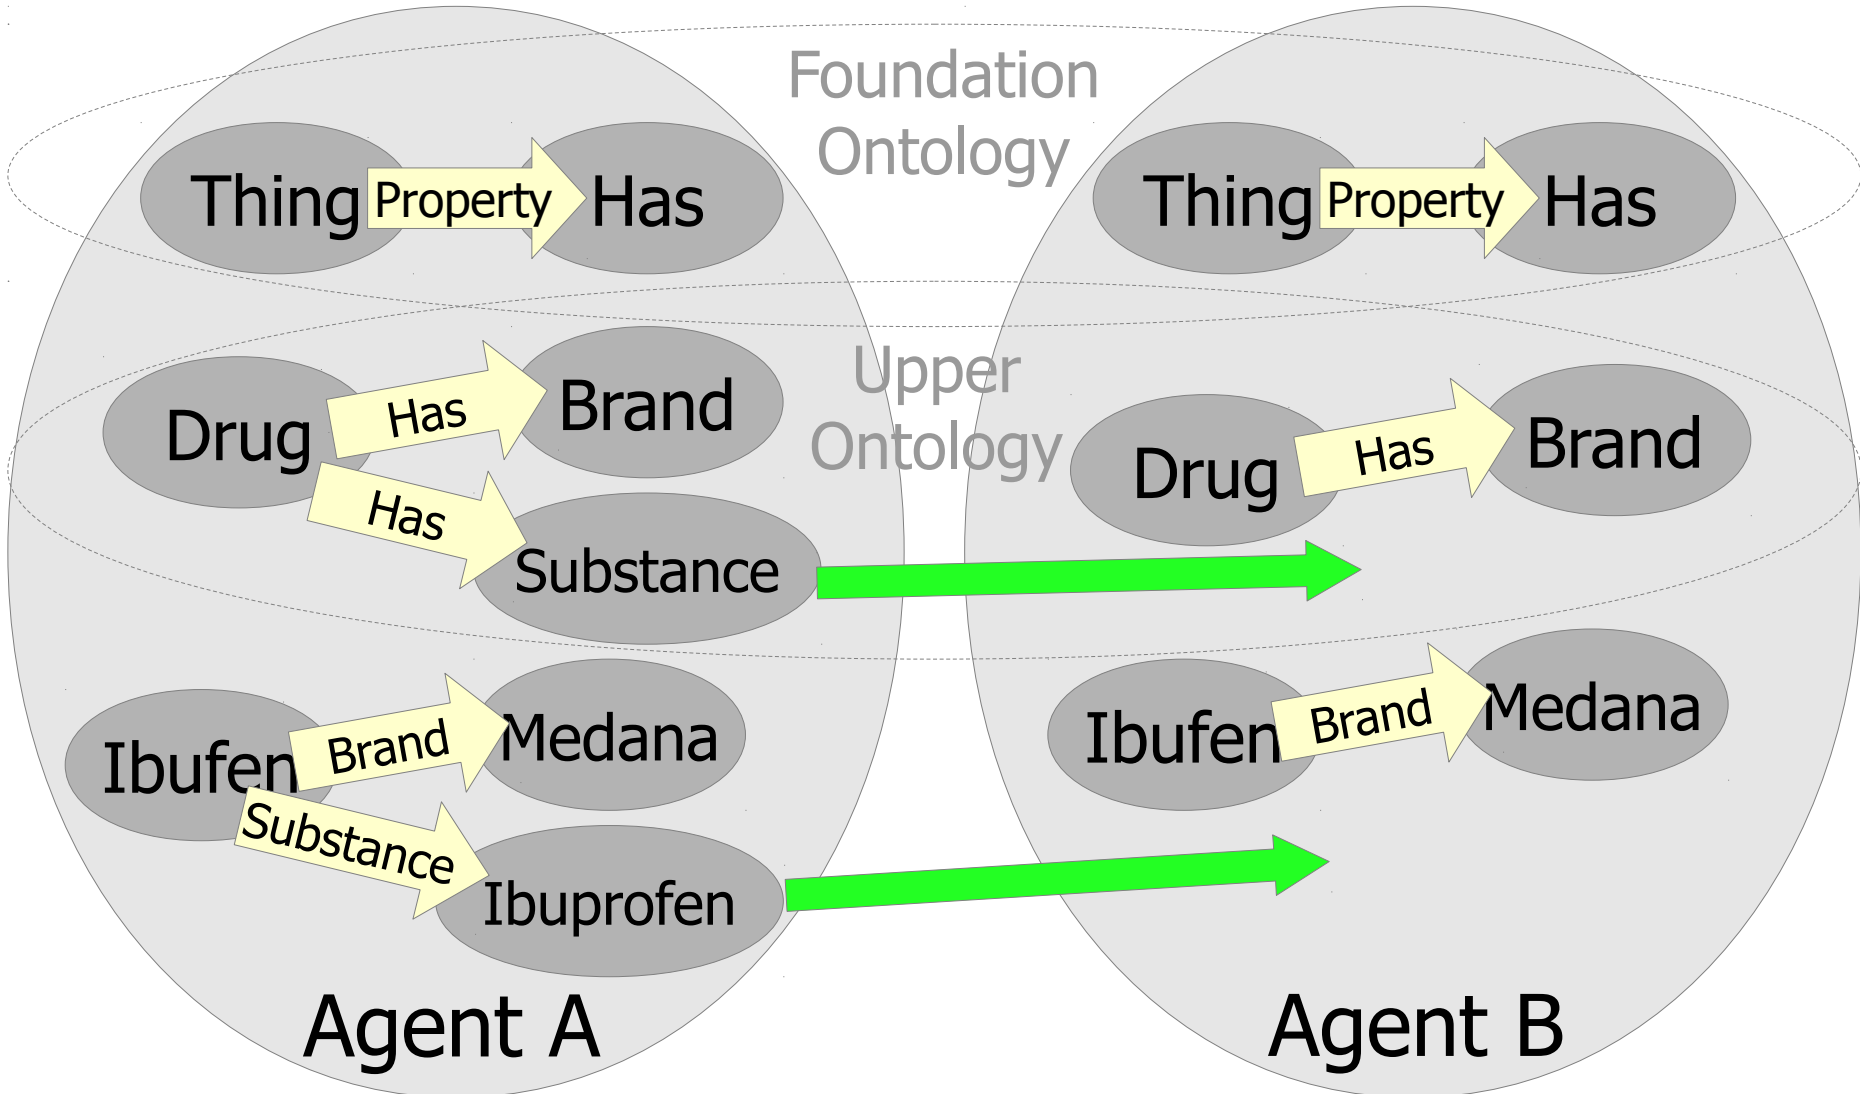 Foundation
Ontology
Thing Property Has
Thing Property Has
Upper
Ontology
Drug Has Brand
Has Substance
Drug Has Brand
Ibufen Brand Medana
Substance Ibuprofen
Ibufen Brand Medana
Agent A
Agent B